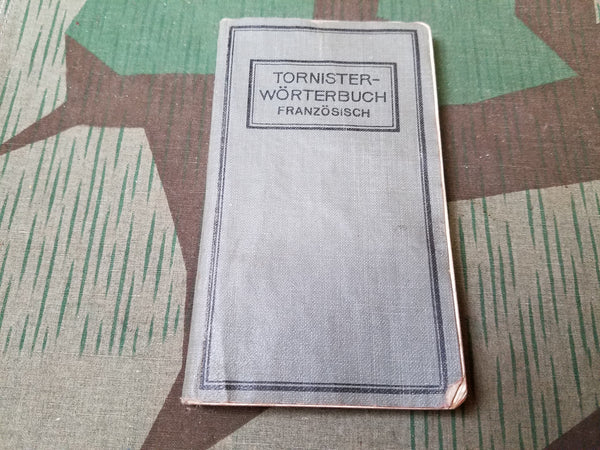 TORNISTER-
WÖRTERBUCH
FRANZÖSISCH